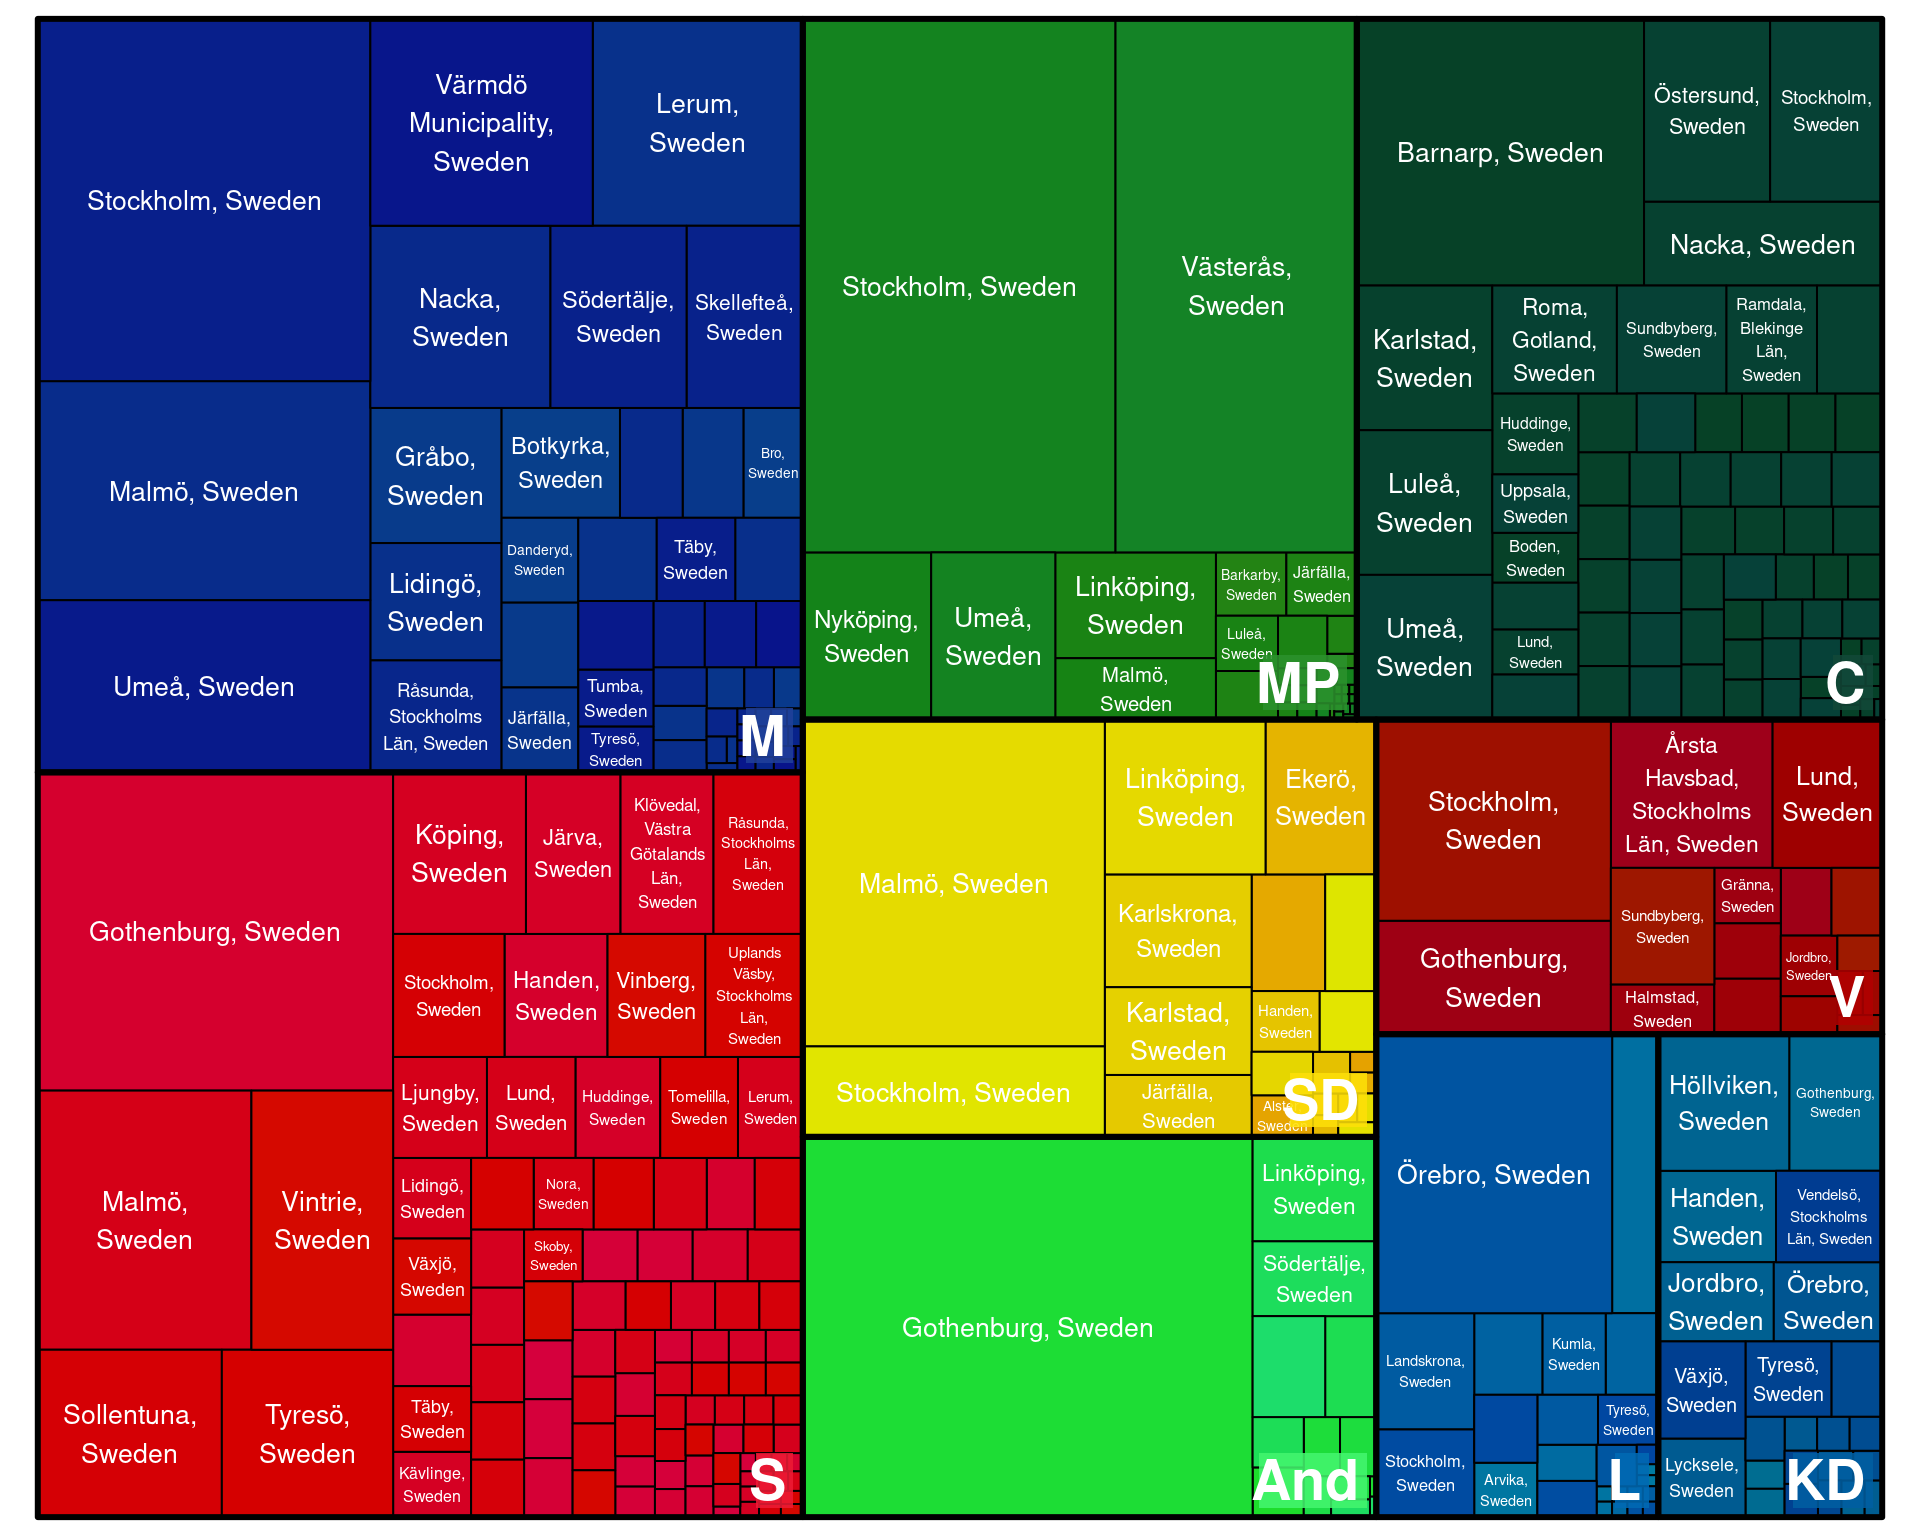 Stockholm, Sweden
Värmdö
Municipality,
Sweden
Lerum,
Sweden
Nacka,
Sweden
Södertälje,
Sweden
Skellefteå,
Sweden
Malmö, Sweden
Gråbo,
Sweden
Botkyrka,
Sweden
Bro,
Sweden
Danderyd,
Sweden
Täby,
Sweden
Lidingö,
Sweden
Umeå, Sweden
Råsunda,
Stockholms
Län, Sweden
Järfälla,
Sweden
Tumba,
Sweden
Tyresö,
Sweden
M
Stockholm, Sweden
Västerås,
Sweden
Nyköping,
Sweden
Umeå,
Sweden
Linköping,
Sweden
Malmö,
Sweden
Barkarby,
Sweden
Järfälla,
Sweden
Luleå,
Sweden
MP
Barnarp, Sweden
Östersund,
Sweden
Stockholm,
Sweden
Nacka, Sweden
Karlstad,
Sweden
Roma,
Gotland,
Sweden
Sundbyberg,
Sweden
Ramdala,
Blekinge
Län,
Sweden
Huddinge,
Sweden
Luleå,
Sweden
Uppsala,
Sweden
Boden,
Sweden
Umeå,
Sweden
Lund,
Sweden
C
Gothenburg, Sweden
Köping,
Sweden
Järva,
Sweden
Klövedal,
Västra
Götalands
Län,
Sweden
Råsunda,
Stockholms
Län,
Sweden
Stockholm,
Sweden
Handen,
Sweden
Vinberg,
Sweden
Uplands
Väsby,
Stockholms
Län,
Sweden
Malmö,
Sweden
Vintrie,
Sweden
Ljungby,
Sweden
Lund,
Sweden
Huddinge,
Sweden
Tomelilla,
Sweden
Lerum,
Sweden
Lidingö,
Sweden
Nora,
Sweden
Växjö,
Sweden
Skoby,
Sweden
Sollentuna,
Sweden
Tyresö,
Sweden
Täby,
Sweden
Kävlinge,
Sweden
S
Malmö, Sweden
Linköping,
Sweden
Ekerö,
Sweden
Karlskrona,
Sweden
Karlstad,
Sweden
Handen,
Sweden
Stockholm, Sweden
Järfälla,
Sweden
Sweden
SD
Gothenburg, Sweden
Linköping,
Sweden
Södertälje,
Sweden
And
Stockholm,
Sweden
Årsta
Havsbad,
Stockholms
Län, Sweden
Lund,
Sweden
Gothenburg,
Sweden
Sundbyberg,
Sweden
Gränna,
Sweden
Jordbro,
Sweden
Halmstad,
Sweden
V
Örebro, Sweden
Landskrona,
Sweden
Kumla,
Sweden
Tyresö,
Sweden
Stockholm,
Sweden
Arvika,
Sweden
L
Höllviken,
Sweden
Gothenburg,
Sweden
Handen,
Sweden
Vendelsö,
Stockholms
Län, Sweden
Jordbro,
Sweden
Örebro,
Sweden
Växjö,
Sweden
Tyresö,
Sweden
Lycksele,
Sweden
KD